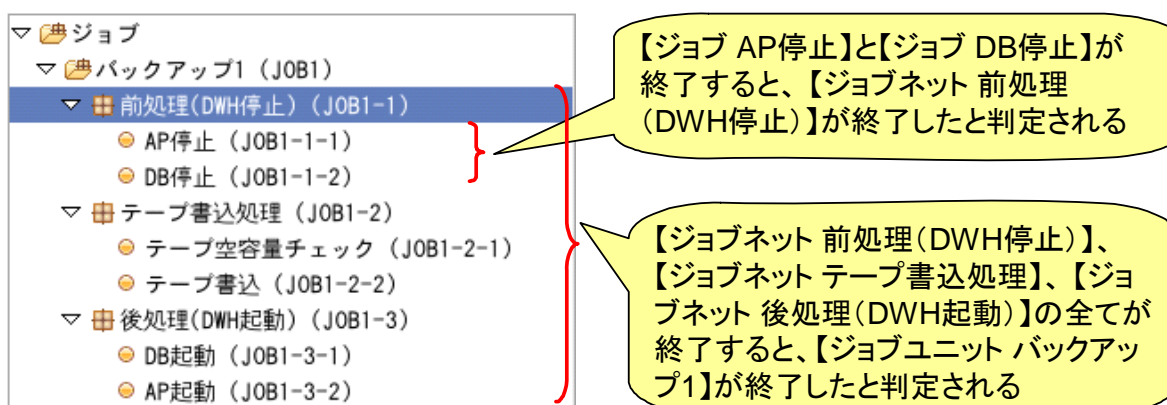 ジョブ
バックアップ1 (JOB1)
前処理(DWH停止) (JOB1-1)
AP停止 (JOB1-1-1)
DB停止 (JOB1-1-2)
テープ書込処理 (JOB1-2)
テープ空容量チェック (JOB1-2-1)
テープ書込 (JOB1-2-2)
後処理(DWH起動) (JOB1-3)
DB起動 (JOB1-3-1)
AP起動 (JOB1-3-2)
【ジョブ AP停止】と【ジョブ DB停止】が
終了すると、【ジョブネット 前処理
(DWH停止)】が終了したと判定される
【ジョブネット 前処理(DWH停止)】、
【ジョブネット テープ書込処理】、【ジョ
ブネット 後処理(DWH起動)】の全てが
終了すると、【ジョブユニット バックアッ
プ1】が終了したと判定される